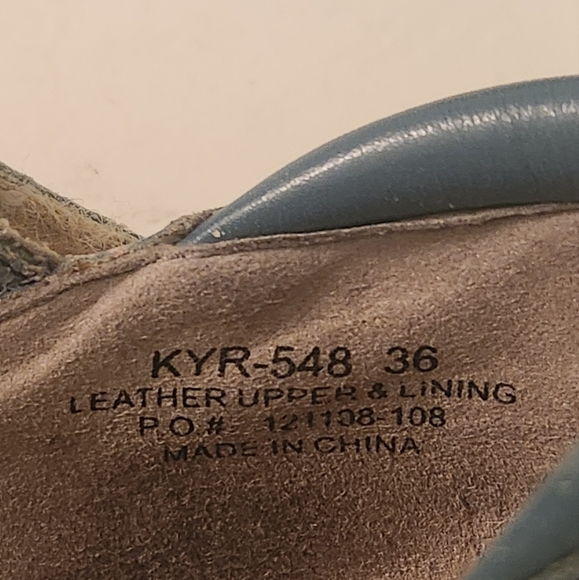 KYR-548 36
LEATHER UPPER & LINING
P.O.# 121108-108
MADE IN CHINA